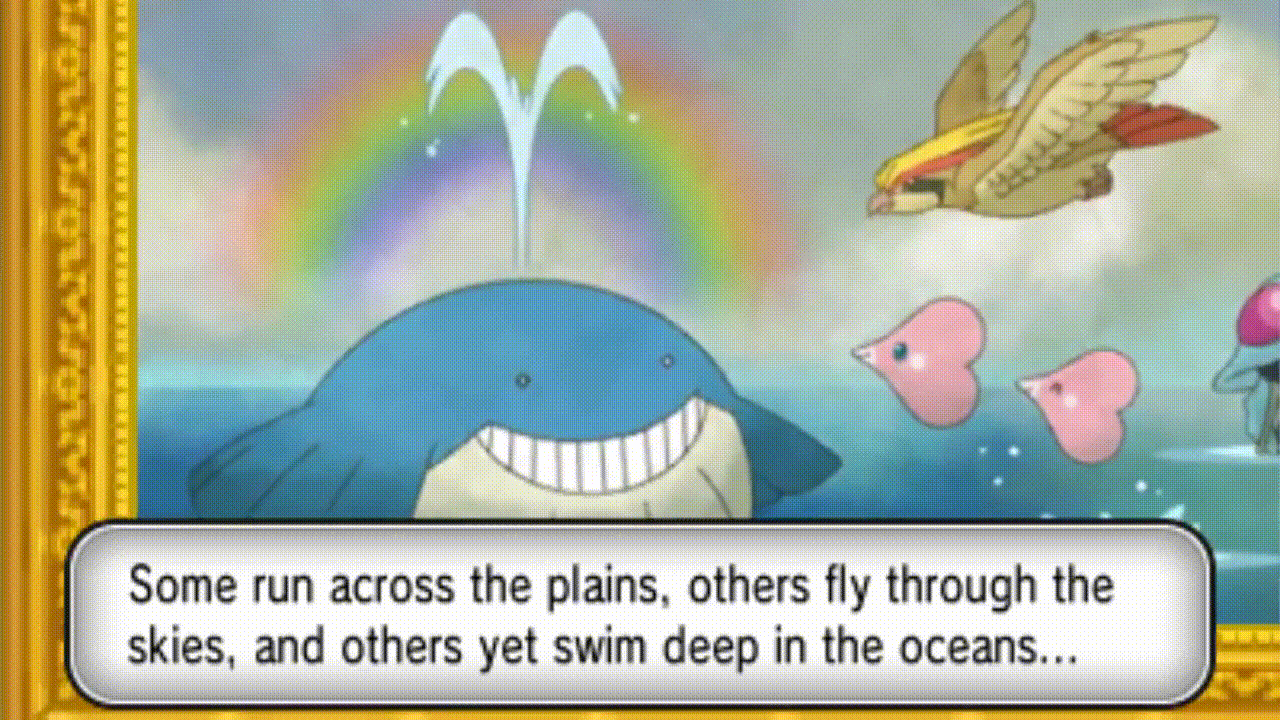 Some run across the plains, others fly through the
skies, and others yet swim deep in the oceans...